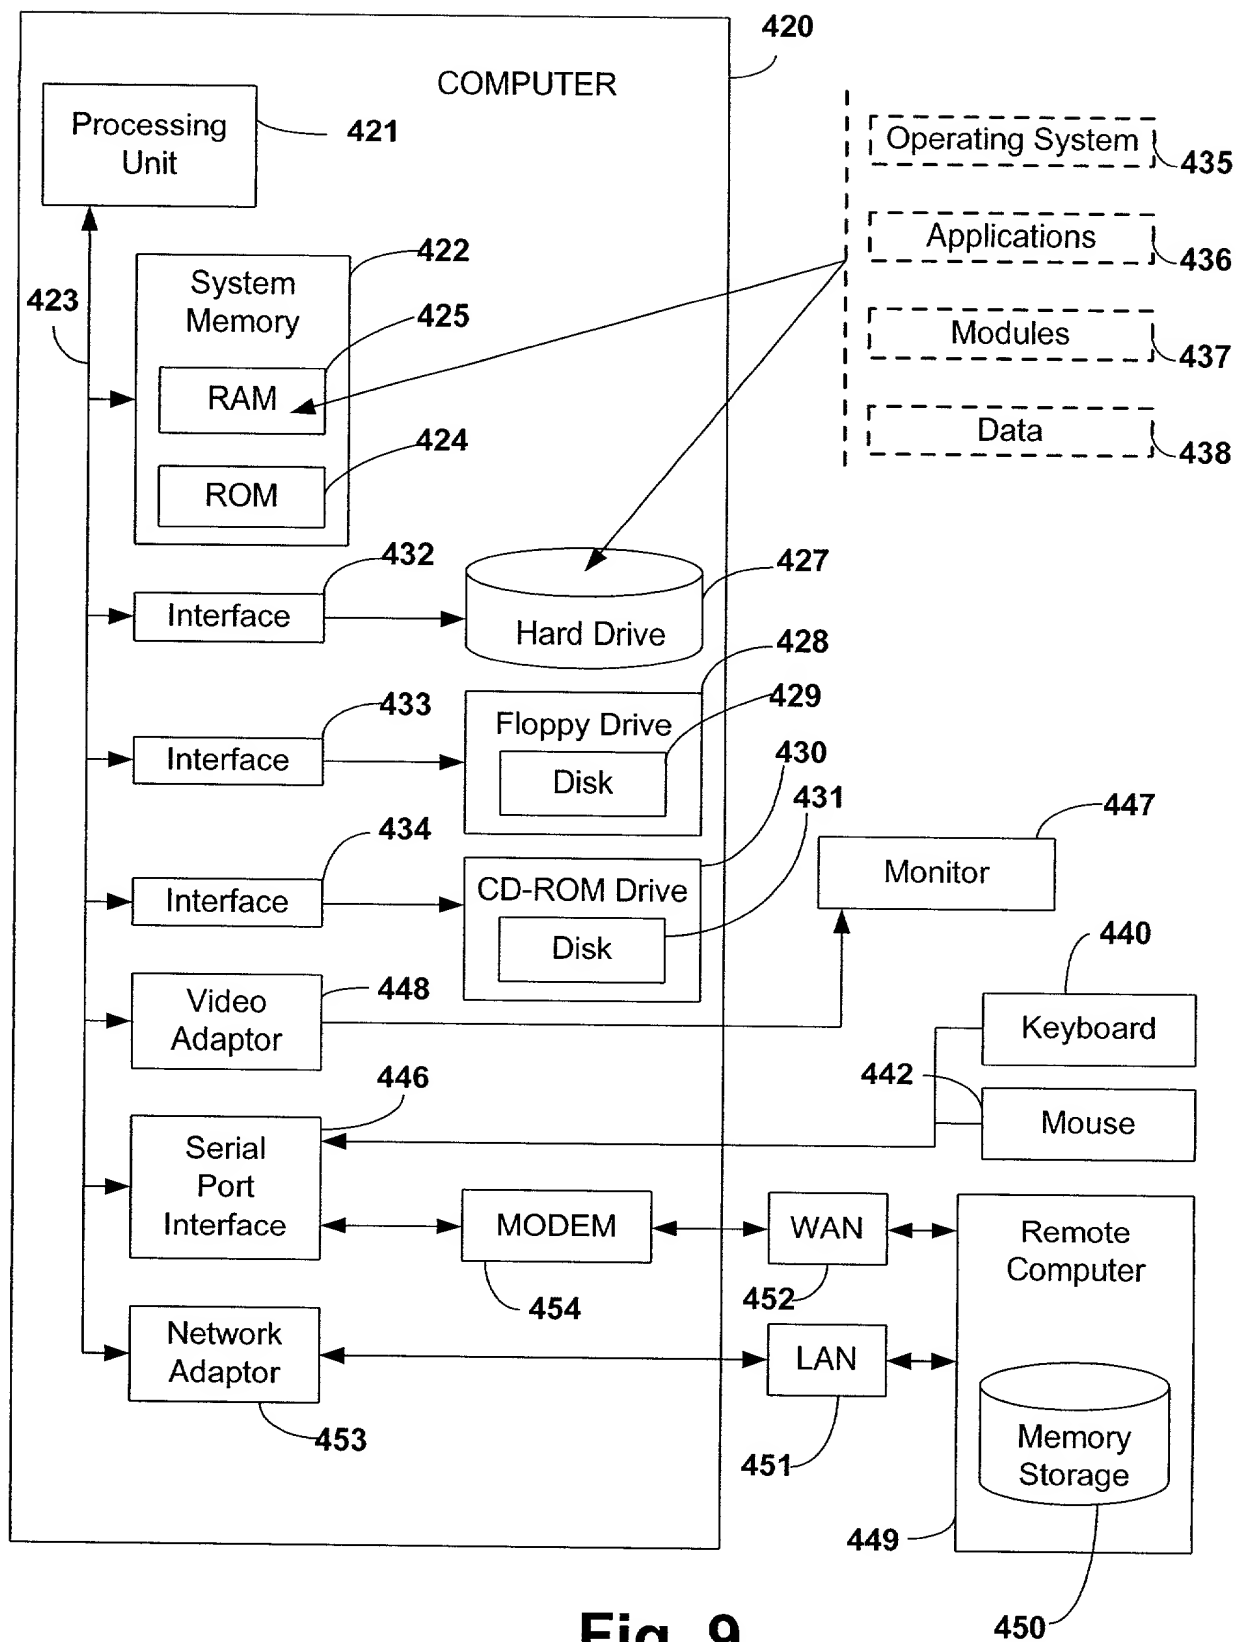 420
COMPUTER
Processing
Unit
421
Operating System
435
422
System
Memory
423
425
RAM
424
ROM
Applications
436
Modules
437
Data
438
432
Interface
427
Hard Drive
428
433
Interface
429
Floppy Drive
Disk
430
431
434
Interface
CD-ROM Drive
Disk
447
Monitor
448
Video
Adaptor
440
Keyboard
442
Mouse
446
Serial
Port
Interface
MODEM
454
WAN
452
Remote
Computer
Network
Adaptor
453
LAN
451
Memory
Storage
449
450
Fig. 9